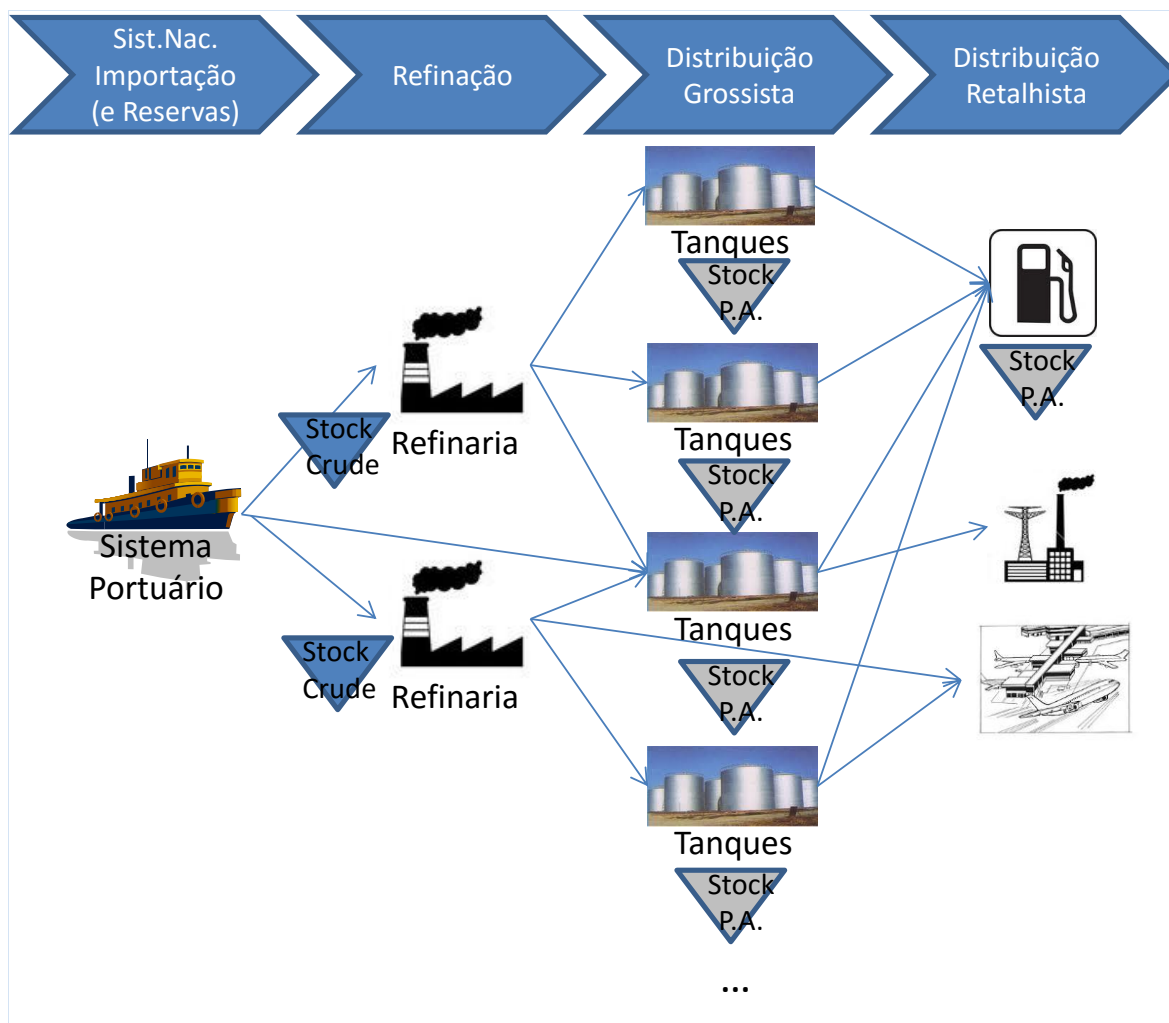 Sist.Nac.
Importação
(e Reservas)
Refinação
Distribuição
Grossista
Distribuição
Retalhista
Tanques
Stock
P.A.
Stock
P.A.
Tanques
Stock
P.A.
Stock
Crude
Refinaria
Sistema
Portuário
Tanques
Stock
P.A.
Stock
Crude
Refinaria
Tanques
Stock
P.A.
...